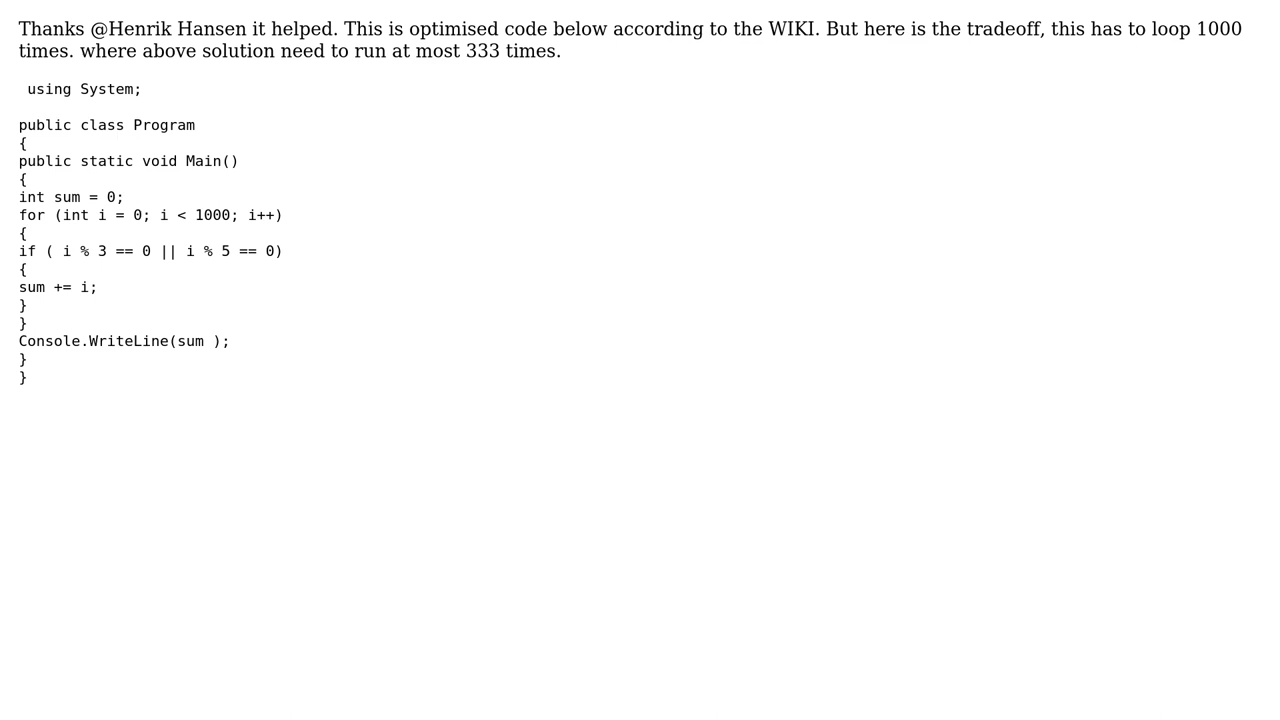 Thanks @Henrik Hansen it helped. This is optimised code below according to the WIKI. But here is the tradeoff, this has to loop 1000
times. where above solution need to run at most 333 times.
using System;
public class Program
{
public static void Main()
{
int sum = 0;
for (int i = 0; i < 1000; i++)
{
if ( i % 3 == 0 || i % 5 == 0)
{
sum += i;
}
}
Console.WriteLine(sum );
}
}